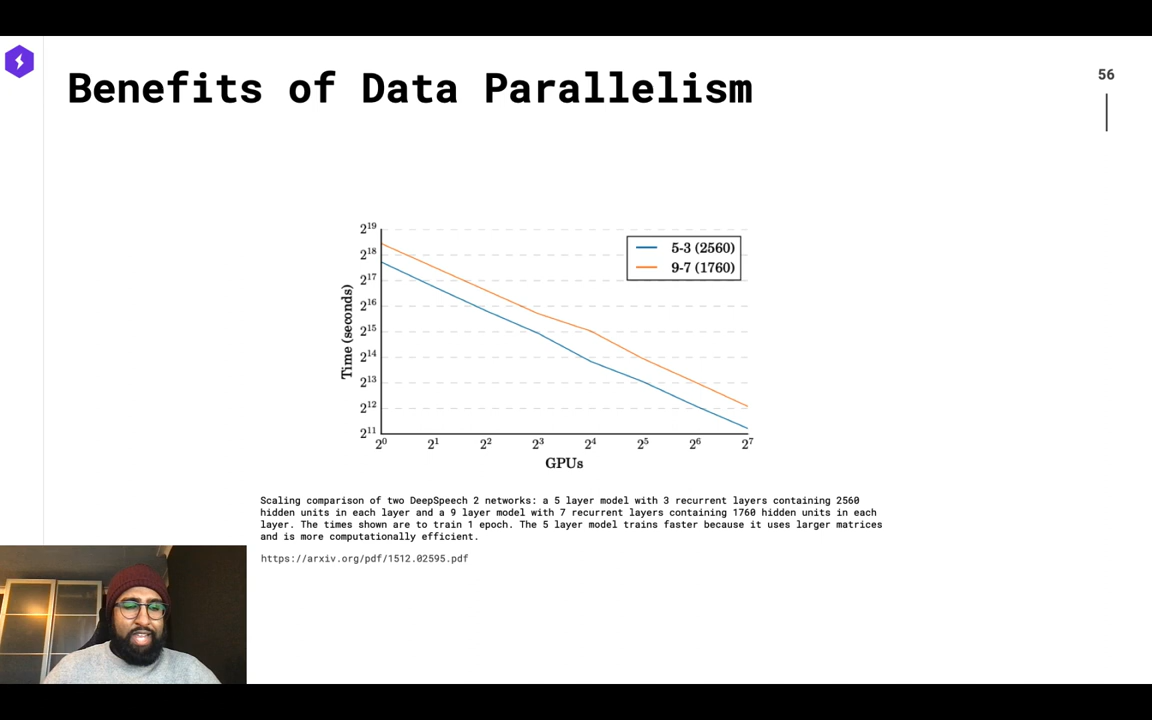 Benefits of Data Parallelism
56
2^19
2^18
2^17
2^16
2^15
2^14
2^13
2^12
2^11
Time (seconds)
5-3 (2560)
9-7 (1760)
2^0 2^1 2^2 2^3 2^4 2^5 2^6 2^7
GPUs
Scaling comparison of two DeepSpeech 2 networks: a 5 layer model with 3 recurrent layers containing 2560
hidden units in each layer and a 9 layer model with 7 recurrent layers containing 1760 hidden units in each
layer. The times shown are to train 1 epoch. The 5 layer model trains faster because it uses larger matrices
and is more computationally efficient.
https://arxiv.org/pdf/1512.02595.pdf